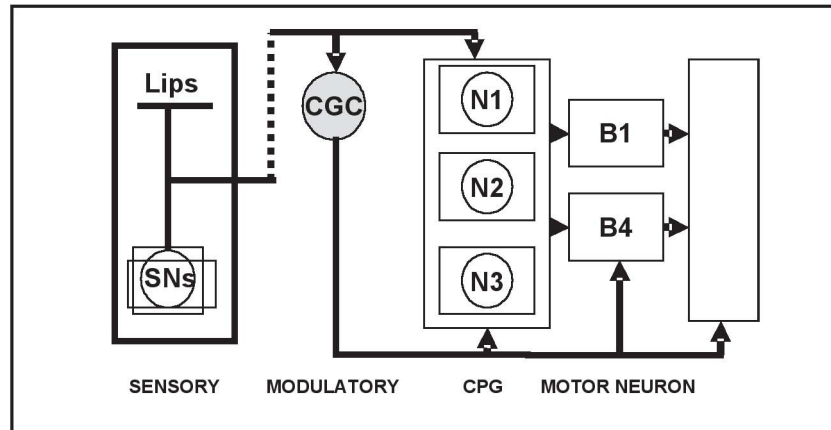 Lips
CGC
N1
B1
N2
B4
SNs
N3
SENSORY MODULATORY CPG MOTOR NEURON